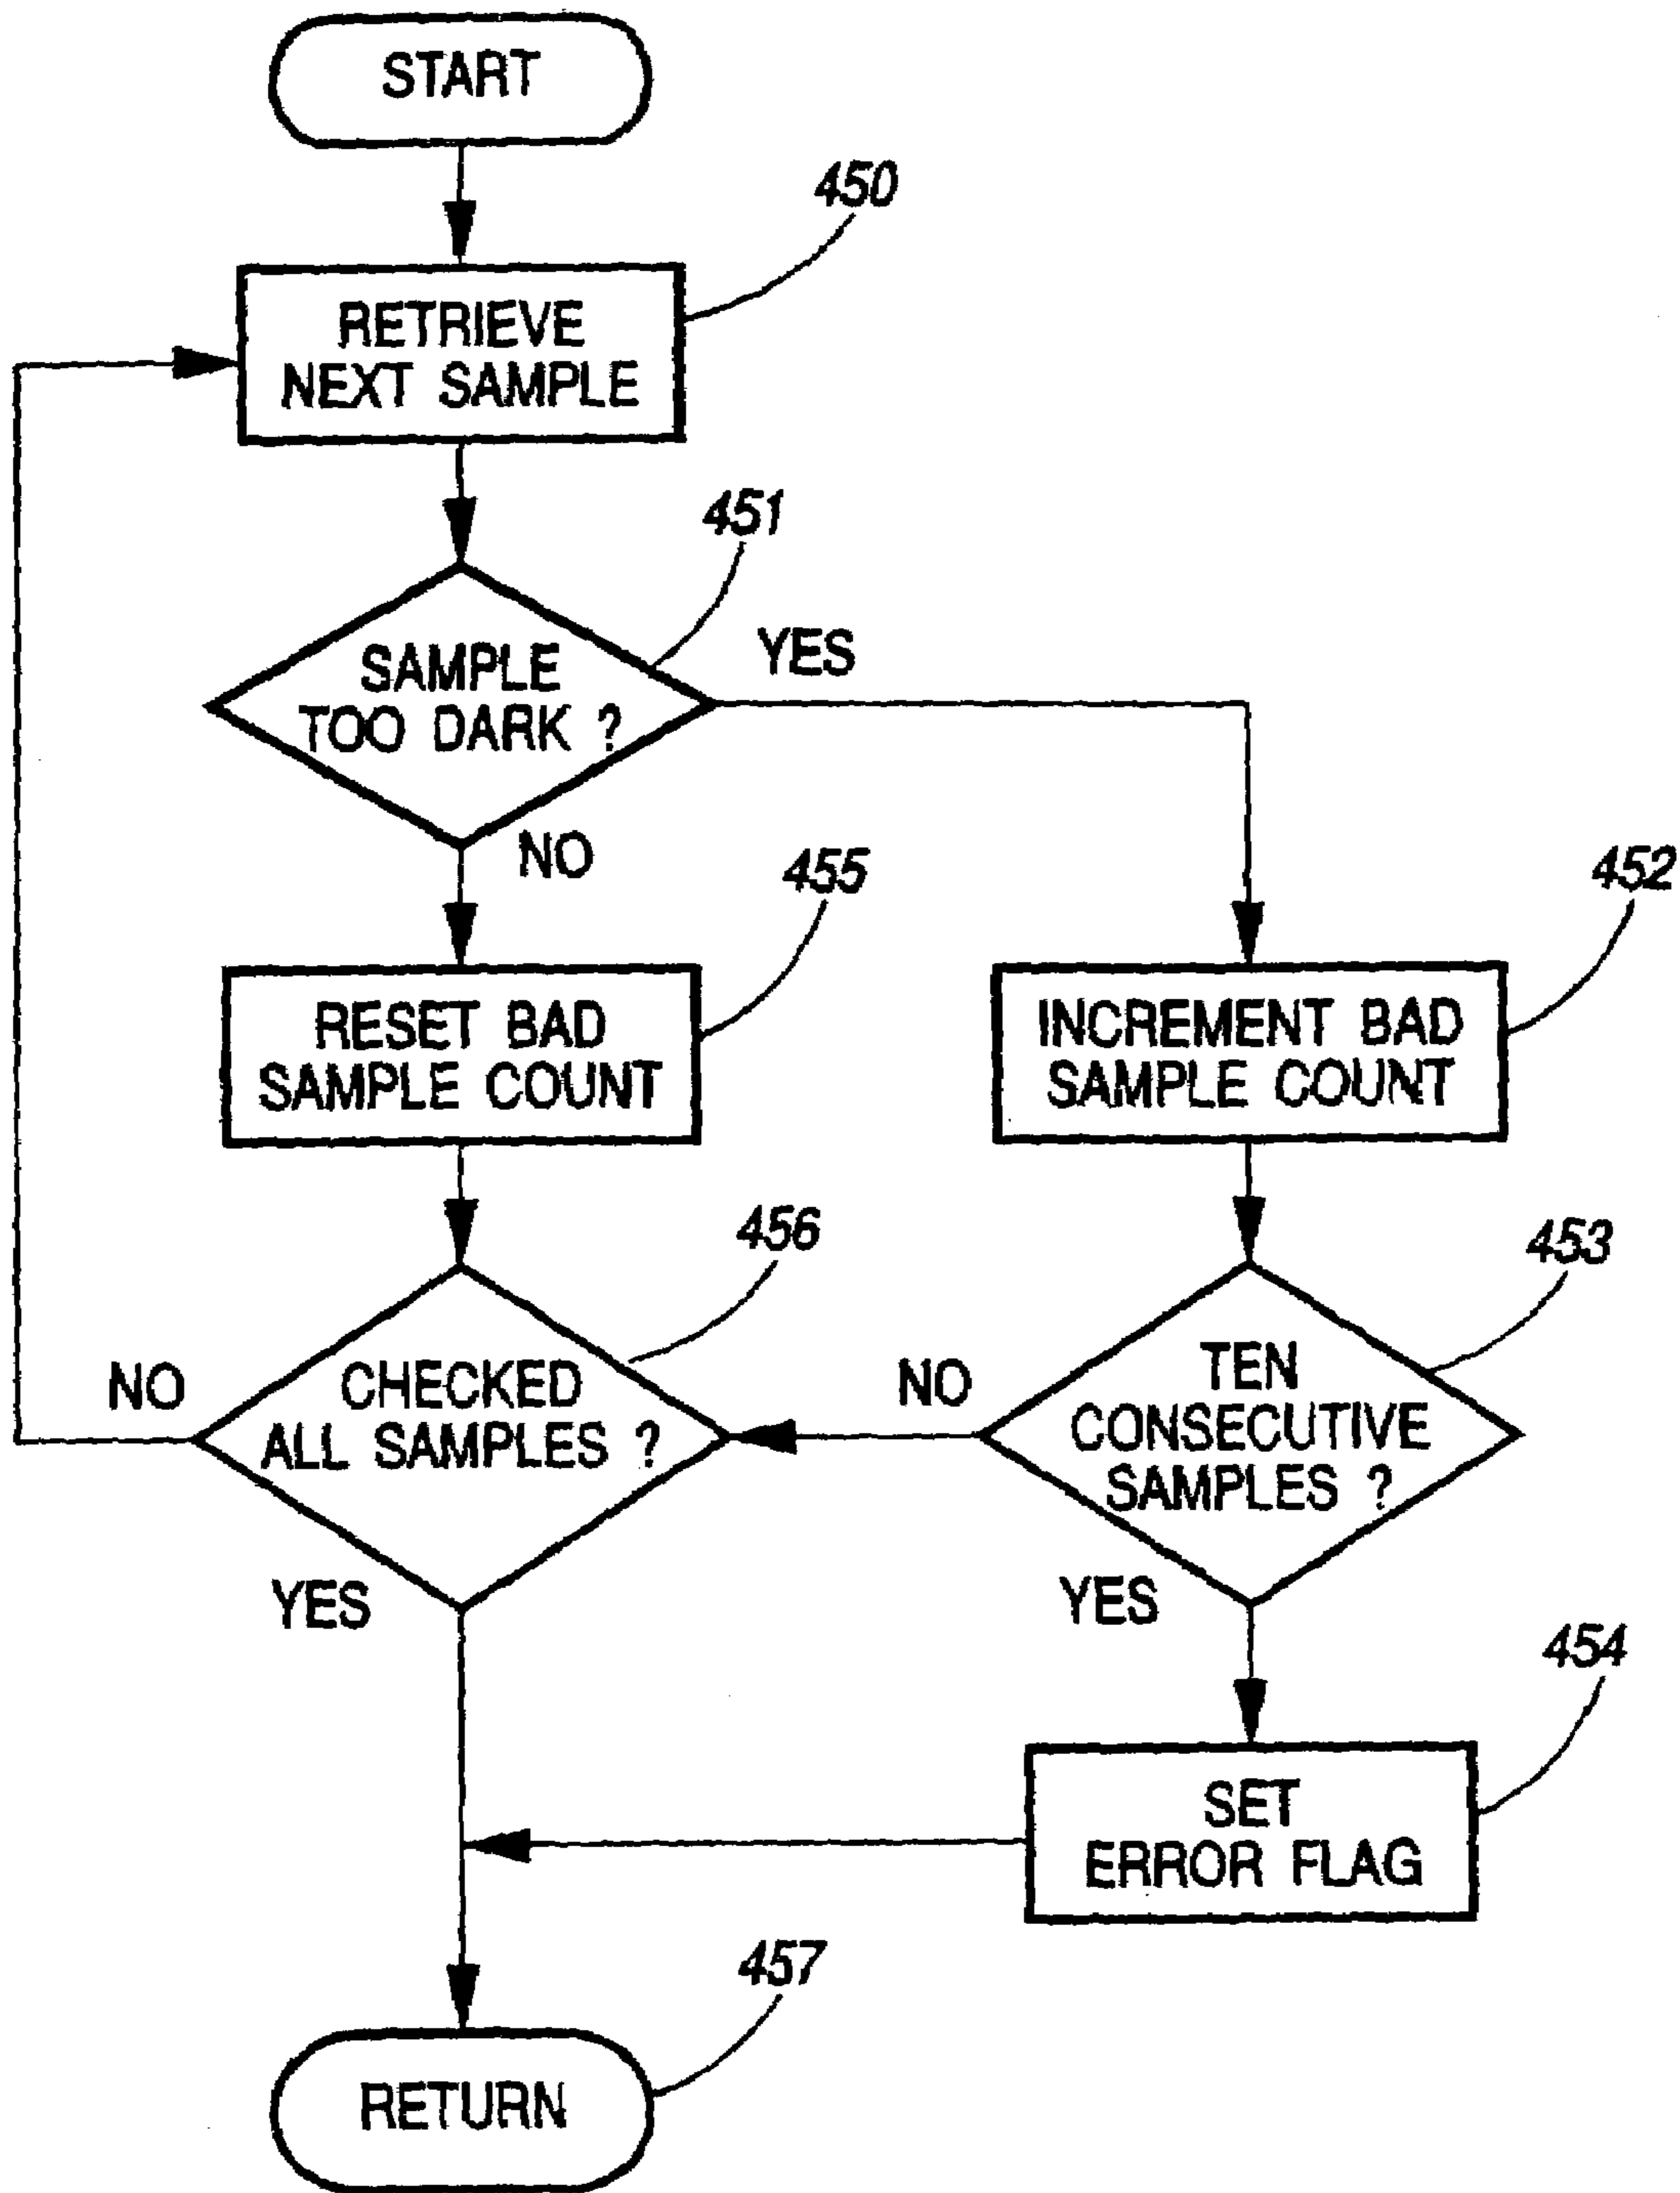 START
450
RETRIEVE
NEXT SAMPLE
451
SAMPLE
TOO DARK ?
YES
NO
455
452
RESET BAD
SAMPLE COUNT
INCREMENT BAD
SAMPLE COUNT
456
453
NO
CHECKED
ALL SAMPLES ?
NO
TEN
CONSECUTIVE
SAMPLES ?
YES
YES
454
SET
ERROR FLAG
457
RETURN